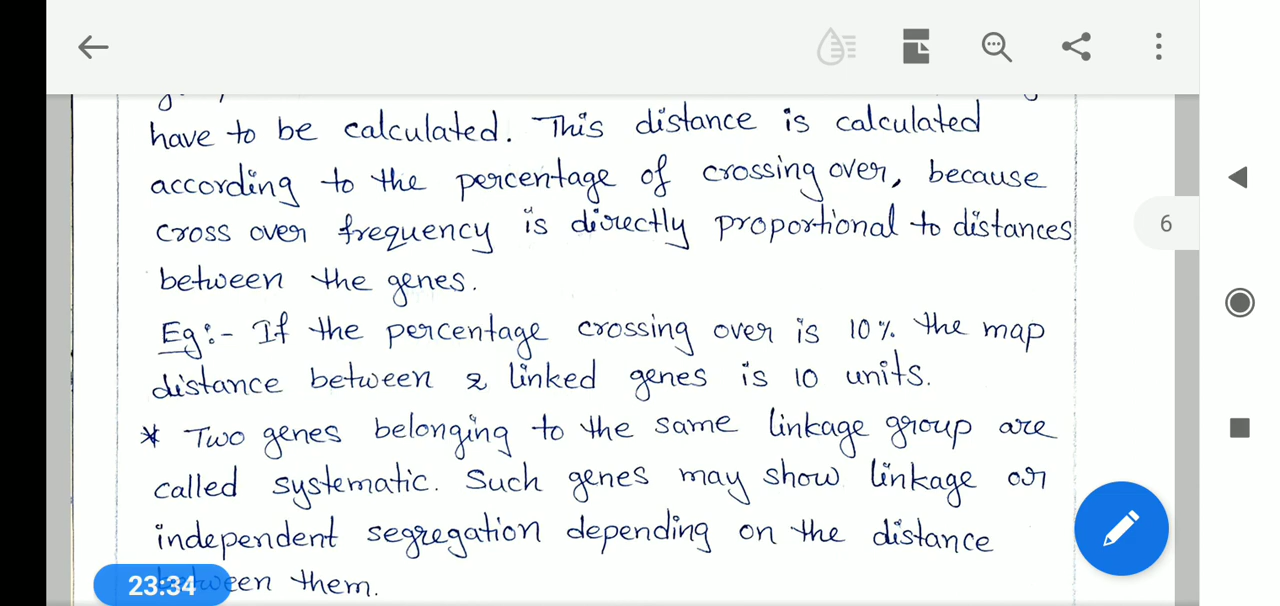 have to be calculated. This distance is calculated
according to the percentage of crossing over, because
cross over frequency is directly proportional to distances
between the genes.
Eg:- If the percentage crossing over is 10% the map
distance between 2 linked genes is 10 units.
* Two genes belonging to the same linkage group are
called systematic. Such genes may show linkage or
independent segregation depending on the distance
between them.
6
23:34